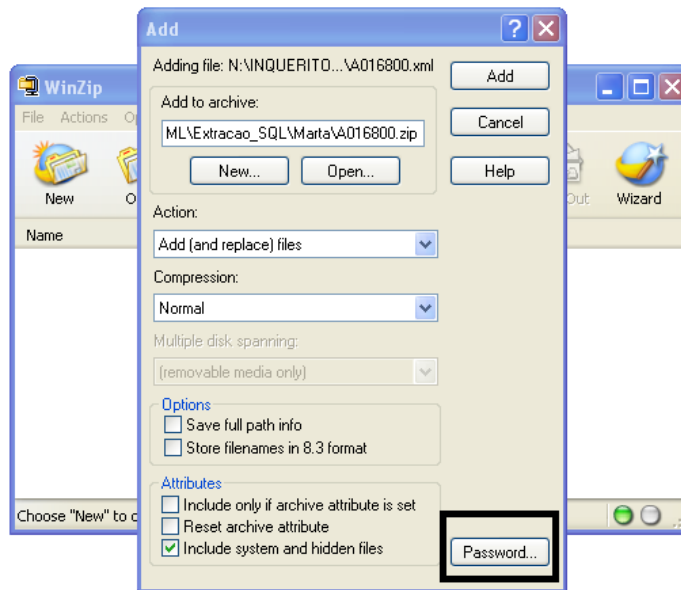 Add
Adding file: N:\INQUERITO...\A016800.xml
Add
WinZip
Add to archive:
File Actions
ML\Extracao_SQL\Marta\A016800.zip
Cancel
New...
Open...
Help
New
Out
Wizard
Action:
Name
Add (and replace) files
Compression:
Normal
Multiple disk spanning:
(removable media only)
Options
Save full path info
Store filenames in 8.3 format
Attributes
Include only if archive attribute is set
Choose "New" to
Reset archive attribute
Include system and hidden files
Password...